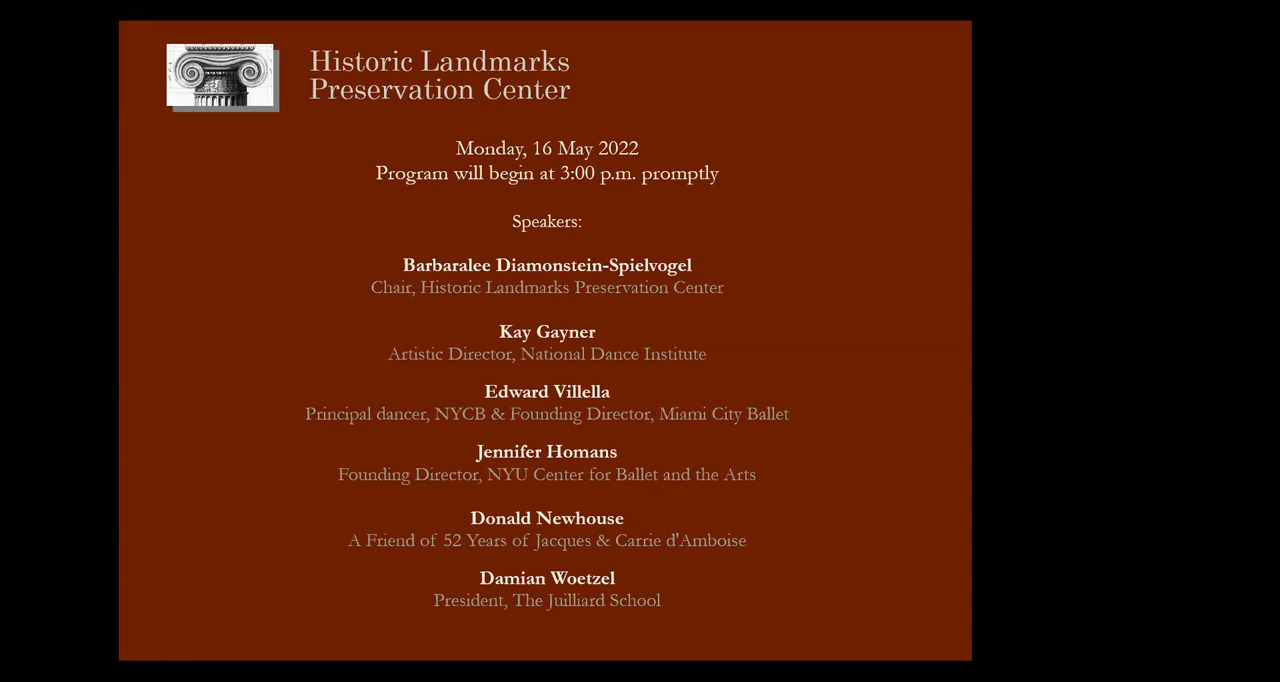 Historic Landmarks
Preservation Center
Monday, 16 May 2022
Program will begin at 3:00 p.m. promptly
Speakers:
Barbaralee Diamonstein-Spielvogel
Chair, Historic Landmarks Preservation Center
Kay Gayner
Artistic Director, National Dance Institute
Edward Villella
Principal dancer, NYCB & Founding Director, Miami City Ballet
Jennifer Homans
Founding Director, NYU Center for Ballet and the Arts
Donald Newhouse
A Friend of 52 Years of Jacques & Carrie d'Amboise
Damian Woetzel
President, The Juilliard School